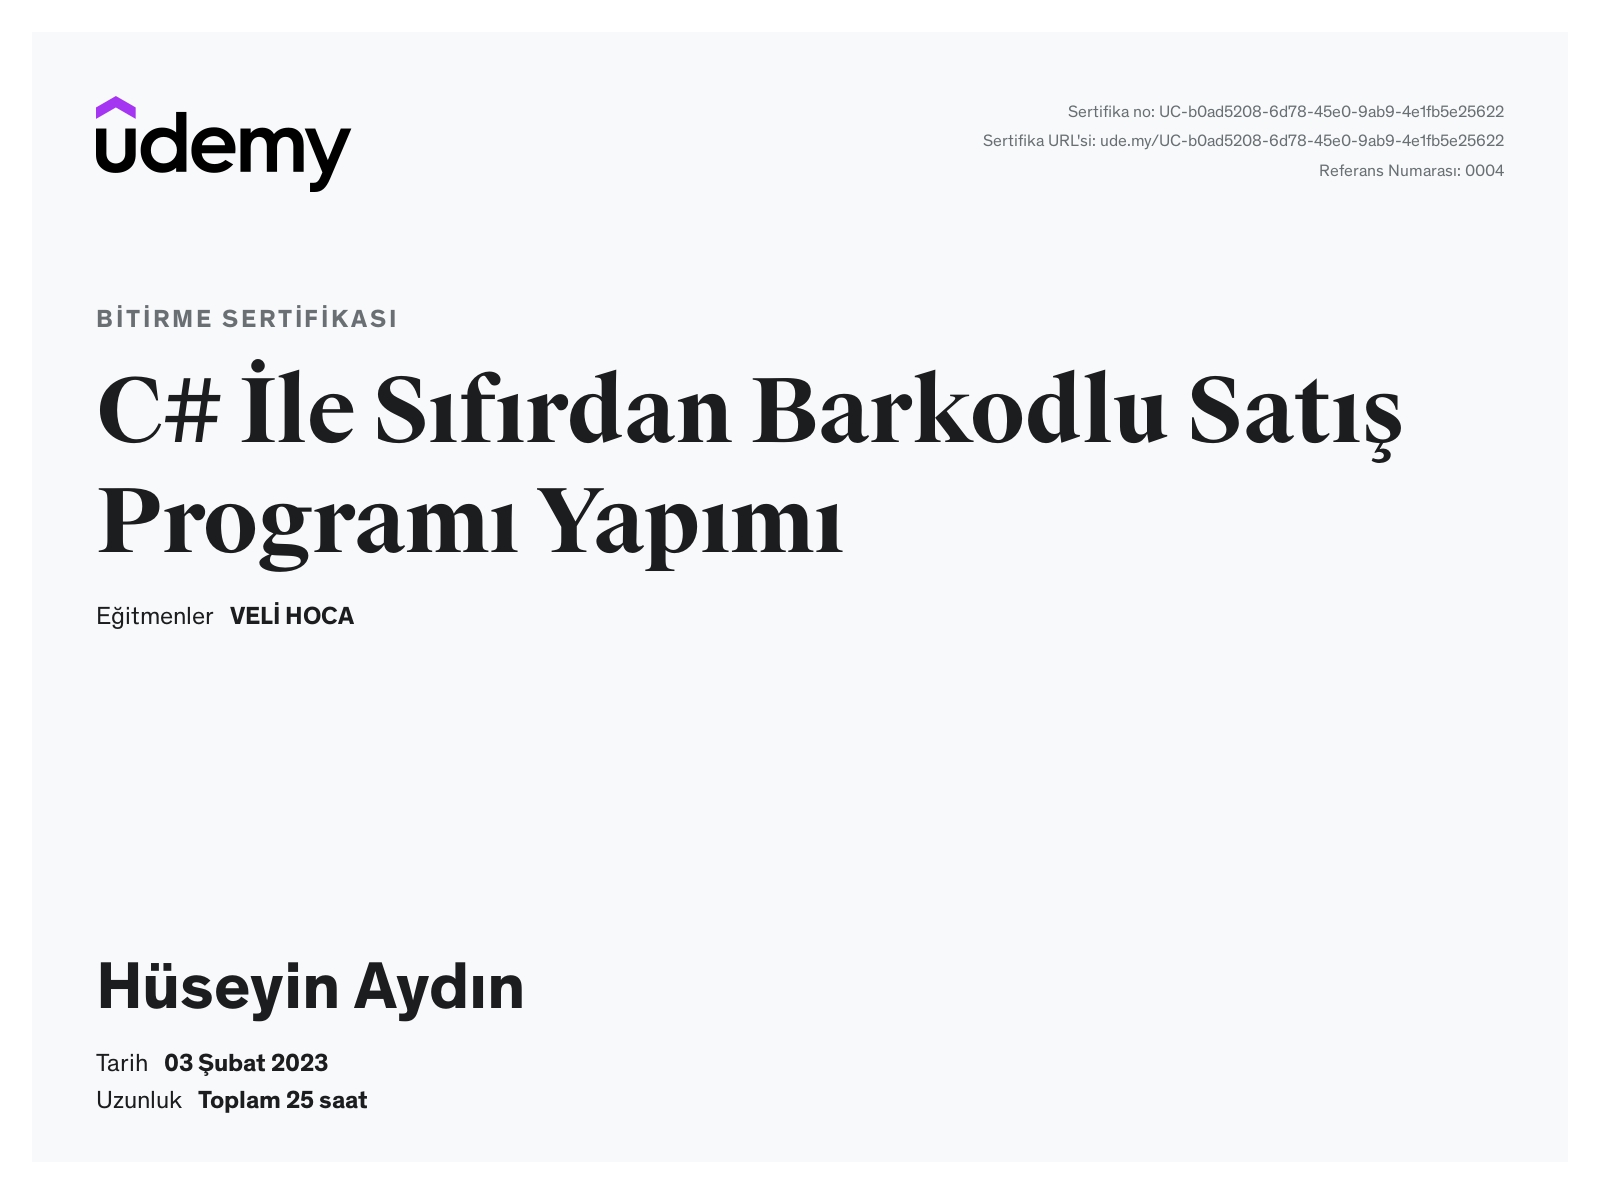 udemy
Sertifika no: UC-b0ad5208-6d78-45e0-9ab9-4e1fb5e25622
Sertifika URL'si: ude.my/UC-b0ad5208-6d78-45e0-9ab9-4e1fb5e25622
Referans Numarası: 0004
BİTİRME SERTİFİKASI
C# İle Sıfırdan Barkodlu Satış
Programı Yapımı
Eğitmenler VELİ HOCA
Hüseyin Aydın
Tarih 03 Şubat 2023
Uzunluk Toplam 25 saat